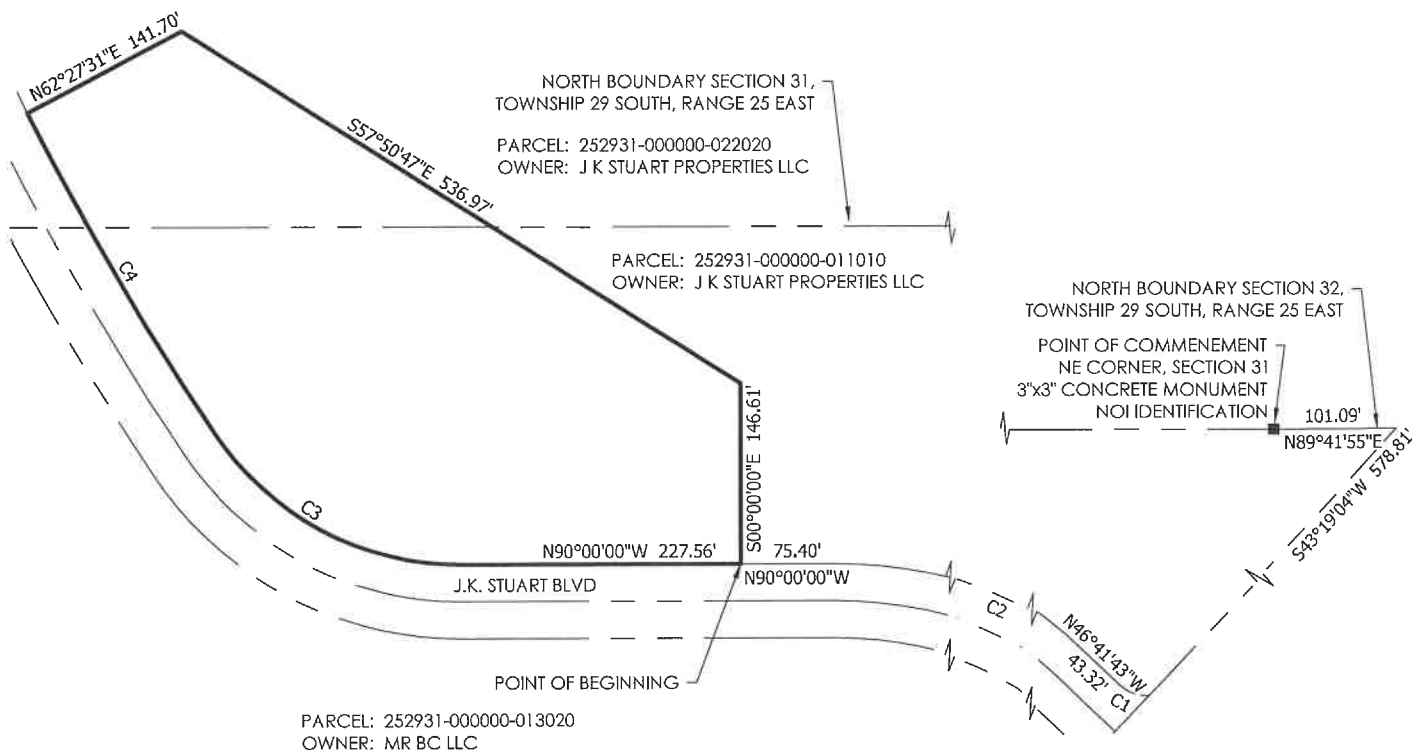 N62°27'31"E 141.70'
S57°50'47"E 536.97'
NORTH BOUNDARY SECTION 31,
TOWNSHIP 29 SOUTH, RANGE 25 EAST
PARCEL: 252931-000000-022020
OWNER: J K STUART PROPERTIES LLC
PARCEL: 252931-000000-011010
OWNER: J K STUART PROPERTIES LLC
NORTH BOUNDARY SECTION 32,
TOWNSHIP 29 SOUTH, RANGE 25 EAST
POINT OF COMMENEMENT
NE CORNER, SECTION 31
3"x3" CONCRETE MONUMENT
NOI IDENTIFICATION
101.09'
N89°41'55"E
S43°19'04"W 578.81'
C4
C3
S00°00'00"E 146.61'
N90°00'00"W 227.56'
75.40'
N90°00'00"W
J.K. STUART BLVD
C2
N46°41'43"W
43.32'
C1
POINT OF BEGINNING
PARCEL: 252931-000000-013020
OWNER: MR BC LLC